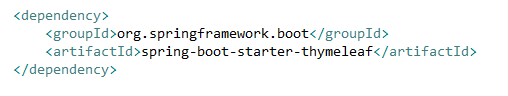 <dependency>
    <groupId>org.springframework.boot</groupId>
    <artifactId>spring-boot-starter-thymeleaf</artifactId>
</dependency>